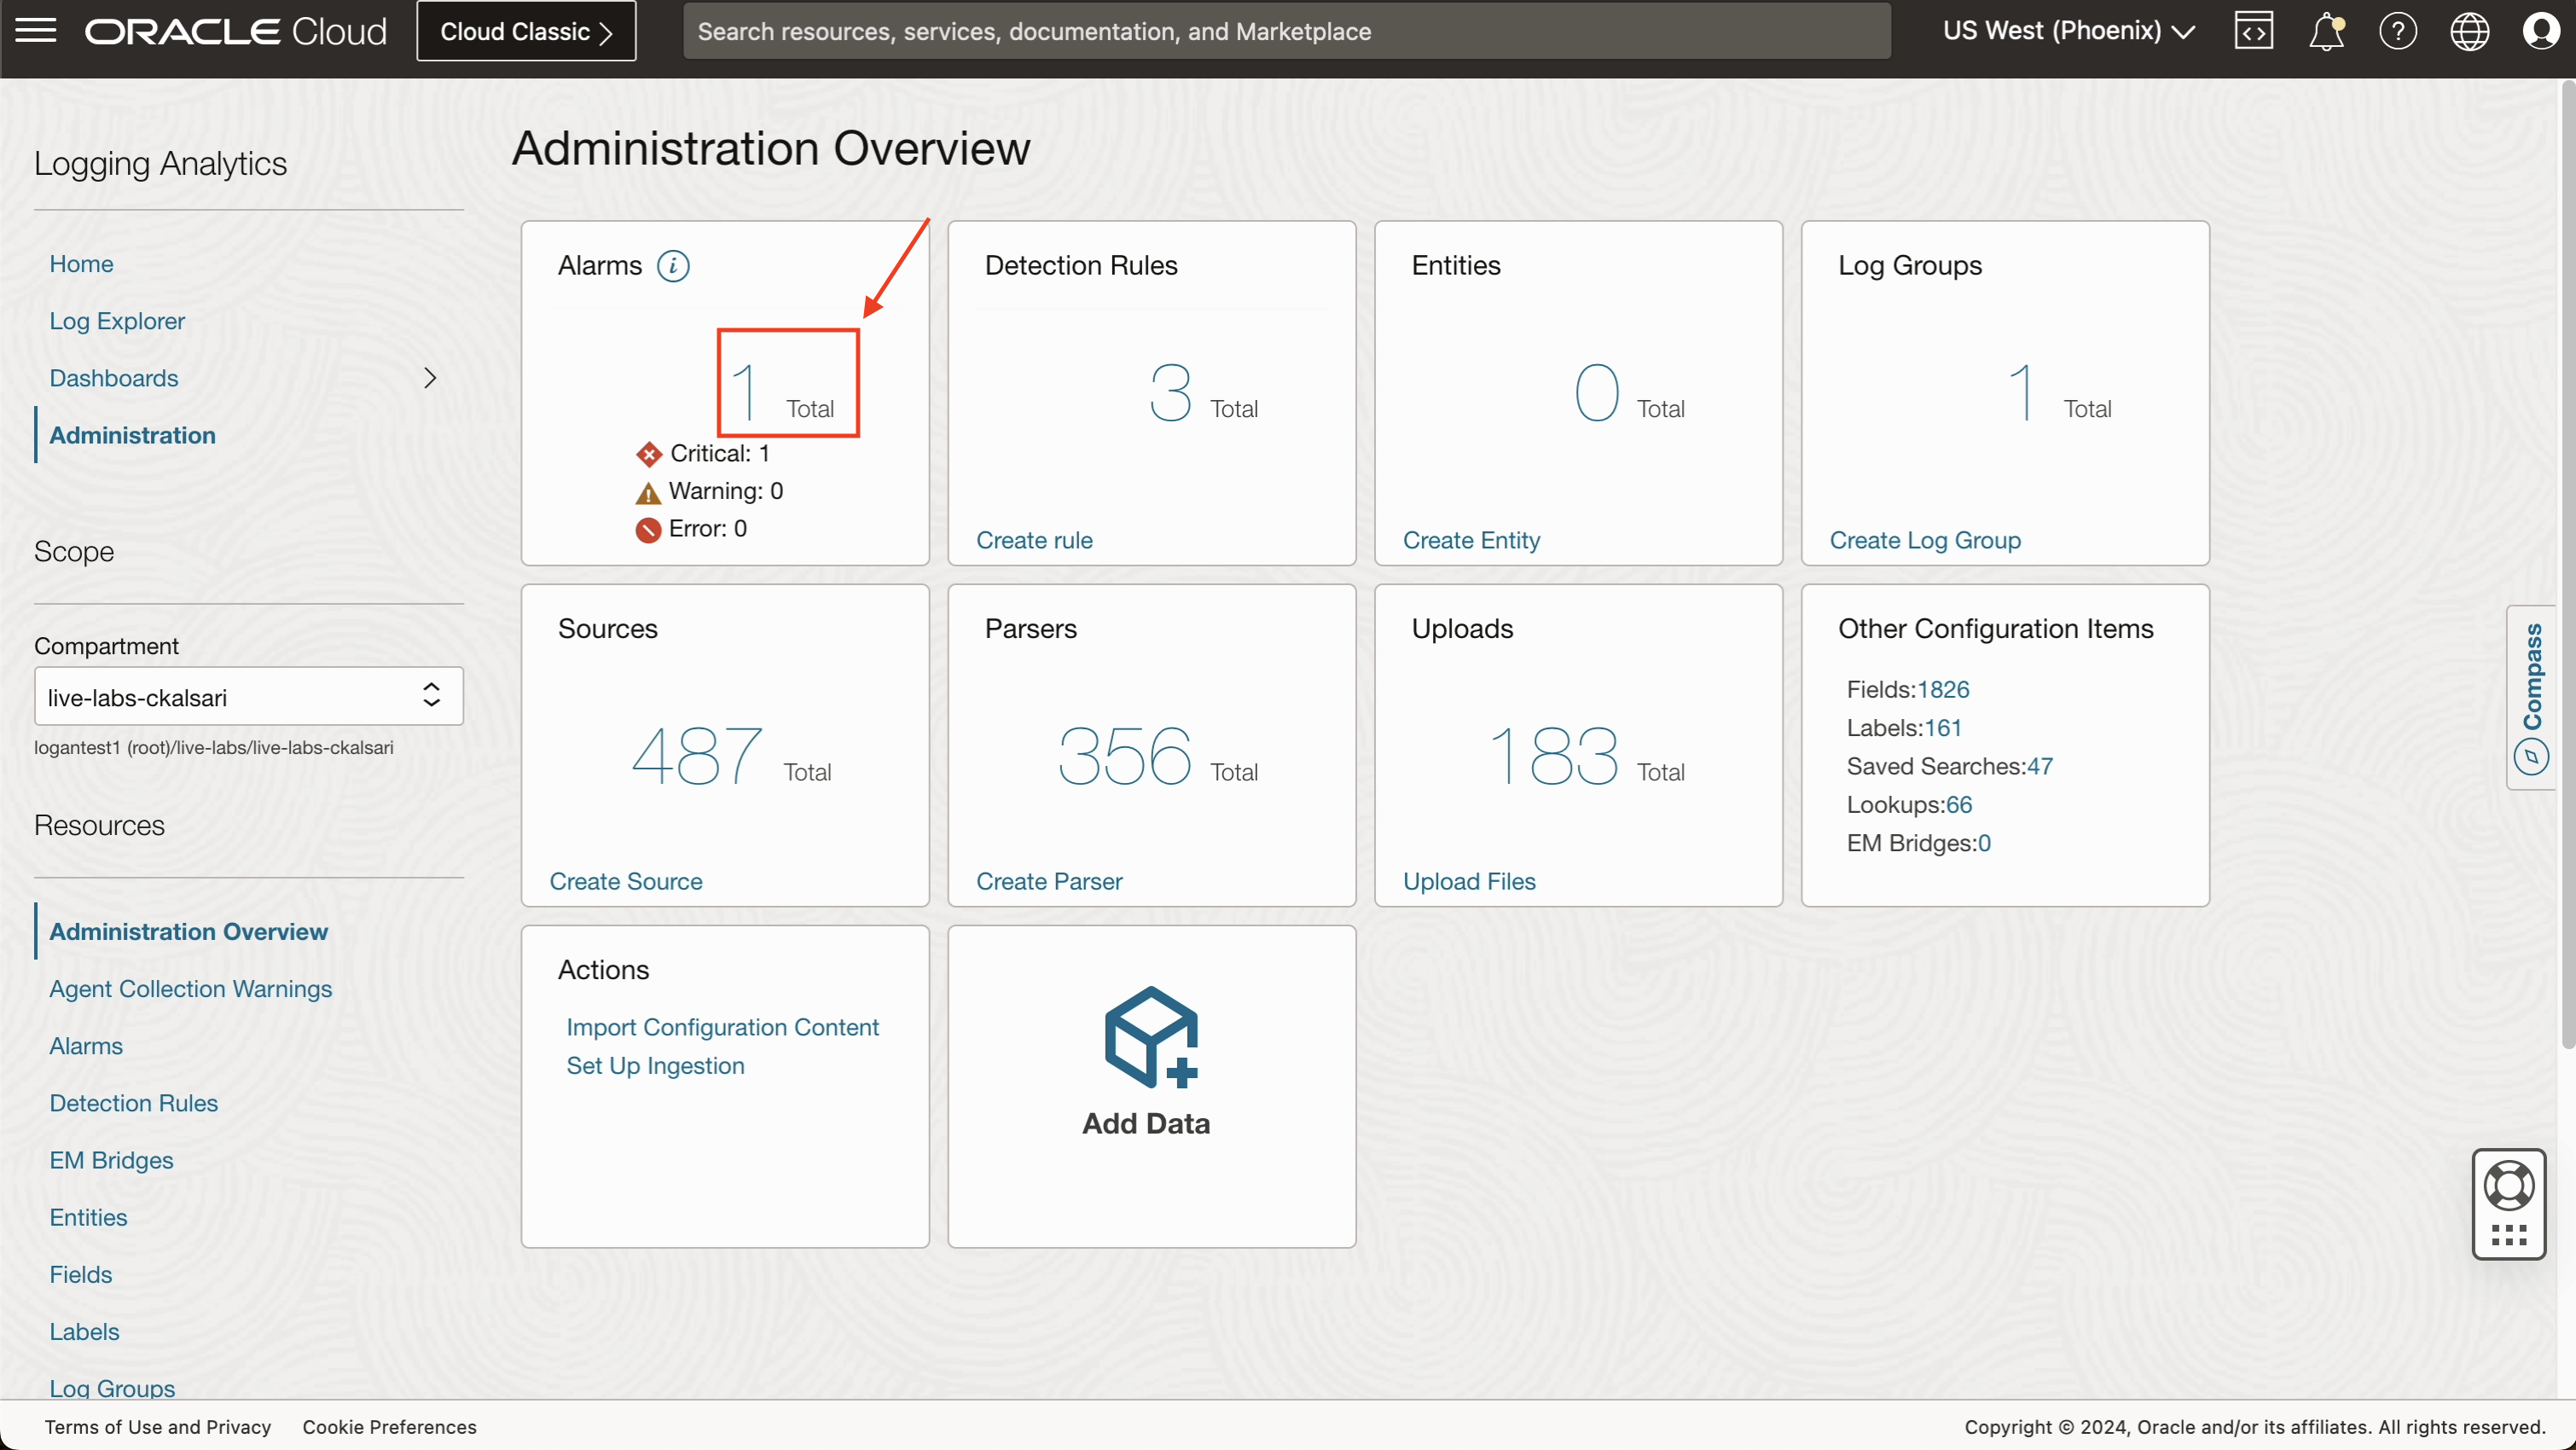 ORACLE Cloud
Cloud Classic
Search resources, services, documentation, and Marketplace
US West (Phoenix)
Logging Analytics
Home
Log Explorer
Dashboards
Administration
Scope
Compartment
live-labs-ckalsari
logantest1 (root)/live-labs/live-labs-ckalsari
Resources
Administration Overview
Agent Collection Warnings
Alarms
Detection Rules
EM Bridges
Entities
Fields
Labels
Log Groups
Administration Overview
Alarms
1 Total
Critical: 1
Warning: 0
Error: 0
Detection Rules
3 Total
Create rule
Entities
0 Total
Create Entity
Log Groups
1 Total
Create Log Group
Sources
487 Total
Create Source
Parsers
356 Total
Create Parser
Uploads
183 Total
Upload Files
Other Configuration Items
Fields:1826
Labels:161
Saved Searches:47
Lookups:66
EM Bridges:0
Actions
Import Configuration Content
Set Up Ingestion
Add Data
Compass
Terms of Use and Privacy
Cookie Preferences
Copyright © 2024, Oracle and/or its affiliates. All rights reserved.